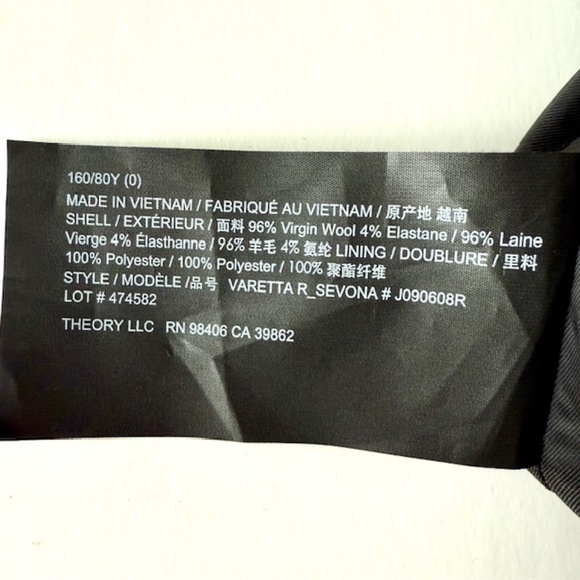 160/80Y (0)
MADE IN VIETNAM / FABRIQUÉ AU VIETNAM / 原产地 越南
SHELL / EXTÉRIEUR / 面料 96% Virgin Wool 4% Elastane / 96% Laine
Vierge 4% Élasthanne / 96% 羊毛 4% 氨纶 LINING / DOUBLURE / 里料
100% Polyester / 100% Polyester / 100% 聚酯纤维
STYLE / MODÈLE /品号 VARETTA R_SEVONA # J090608R
LOT # 474582
THEORY LLC RN 98406 CA 39862